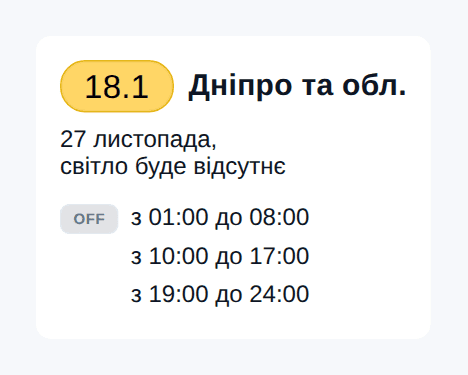 18.1 Дніпро та обл.
27 листопада,
світло буде відсутнє
OFF з 01:00 до 08:00
з 10:00 до 17:00
з 19:00 до 24:00